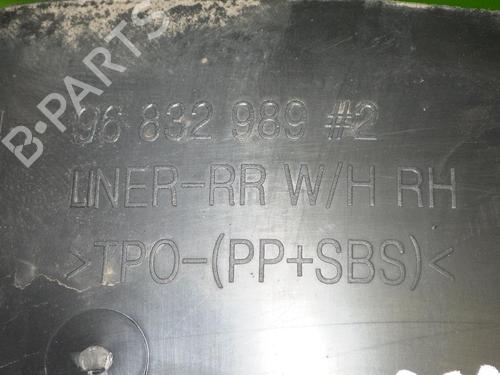 B-PARTS
96 832 989 #2
LINER-RR W/H RH
>TPO-(PP+SBS)<